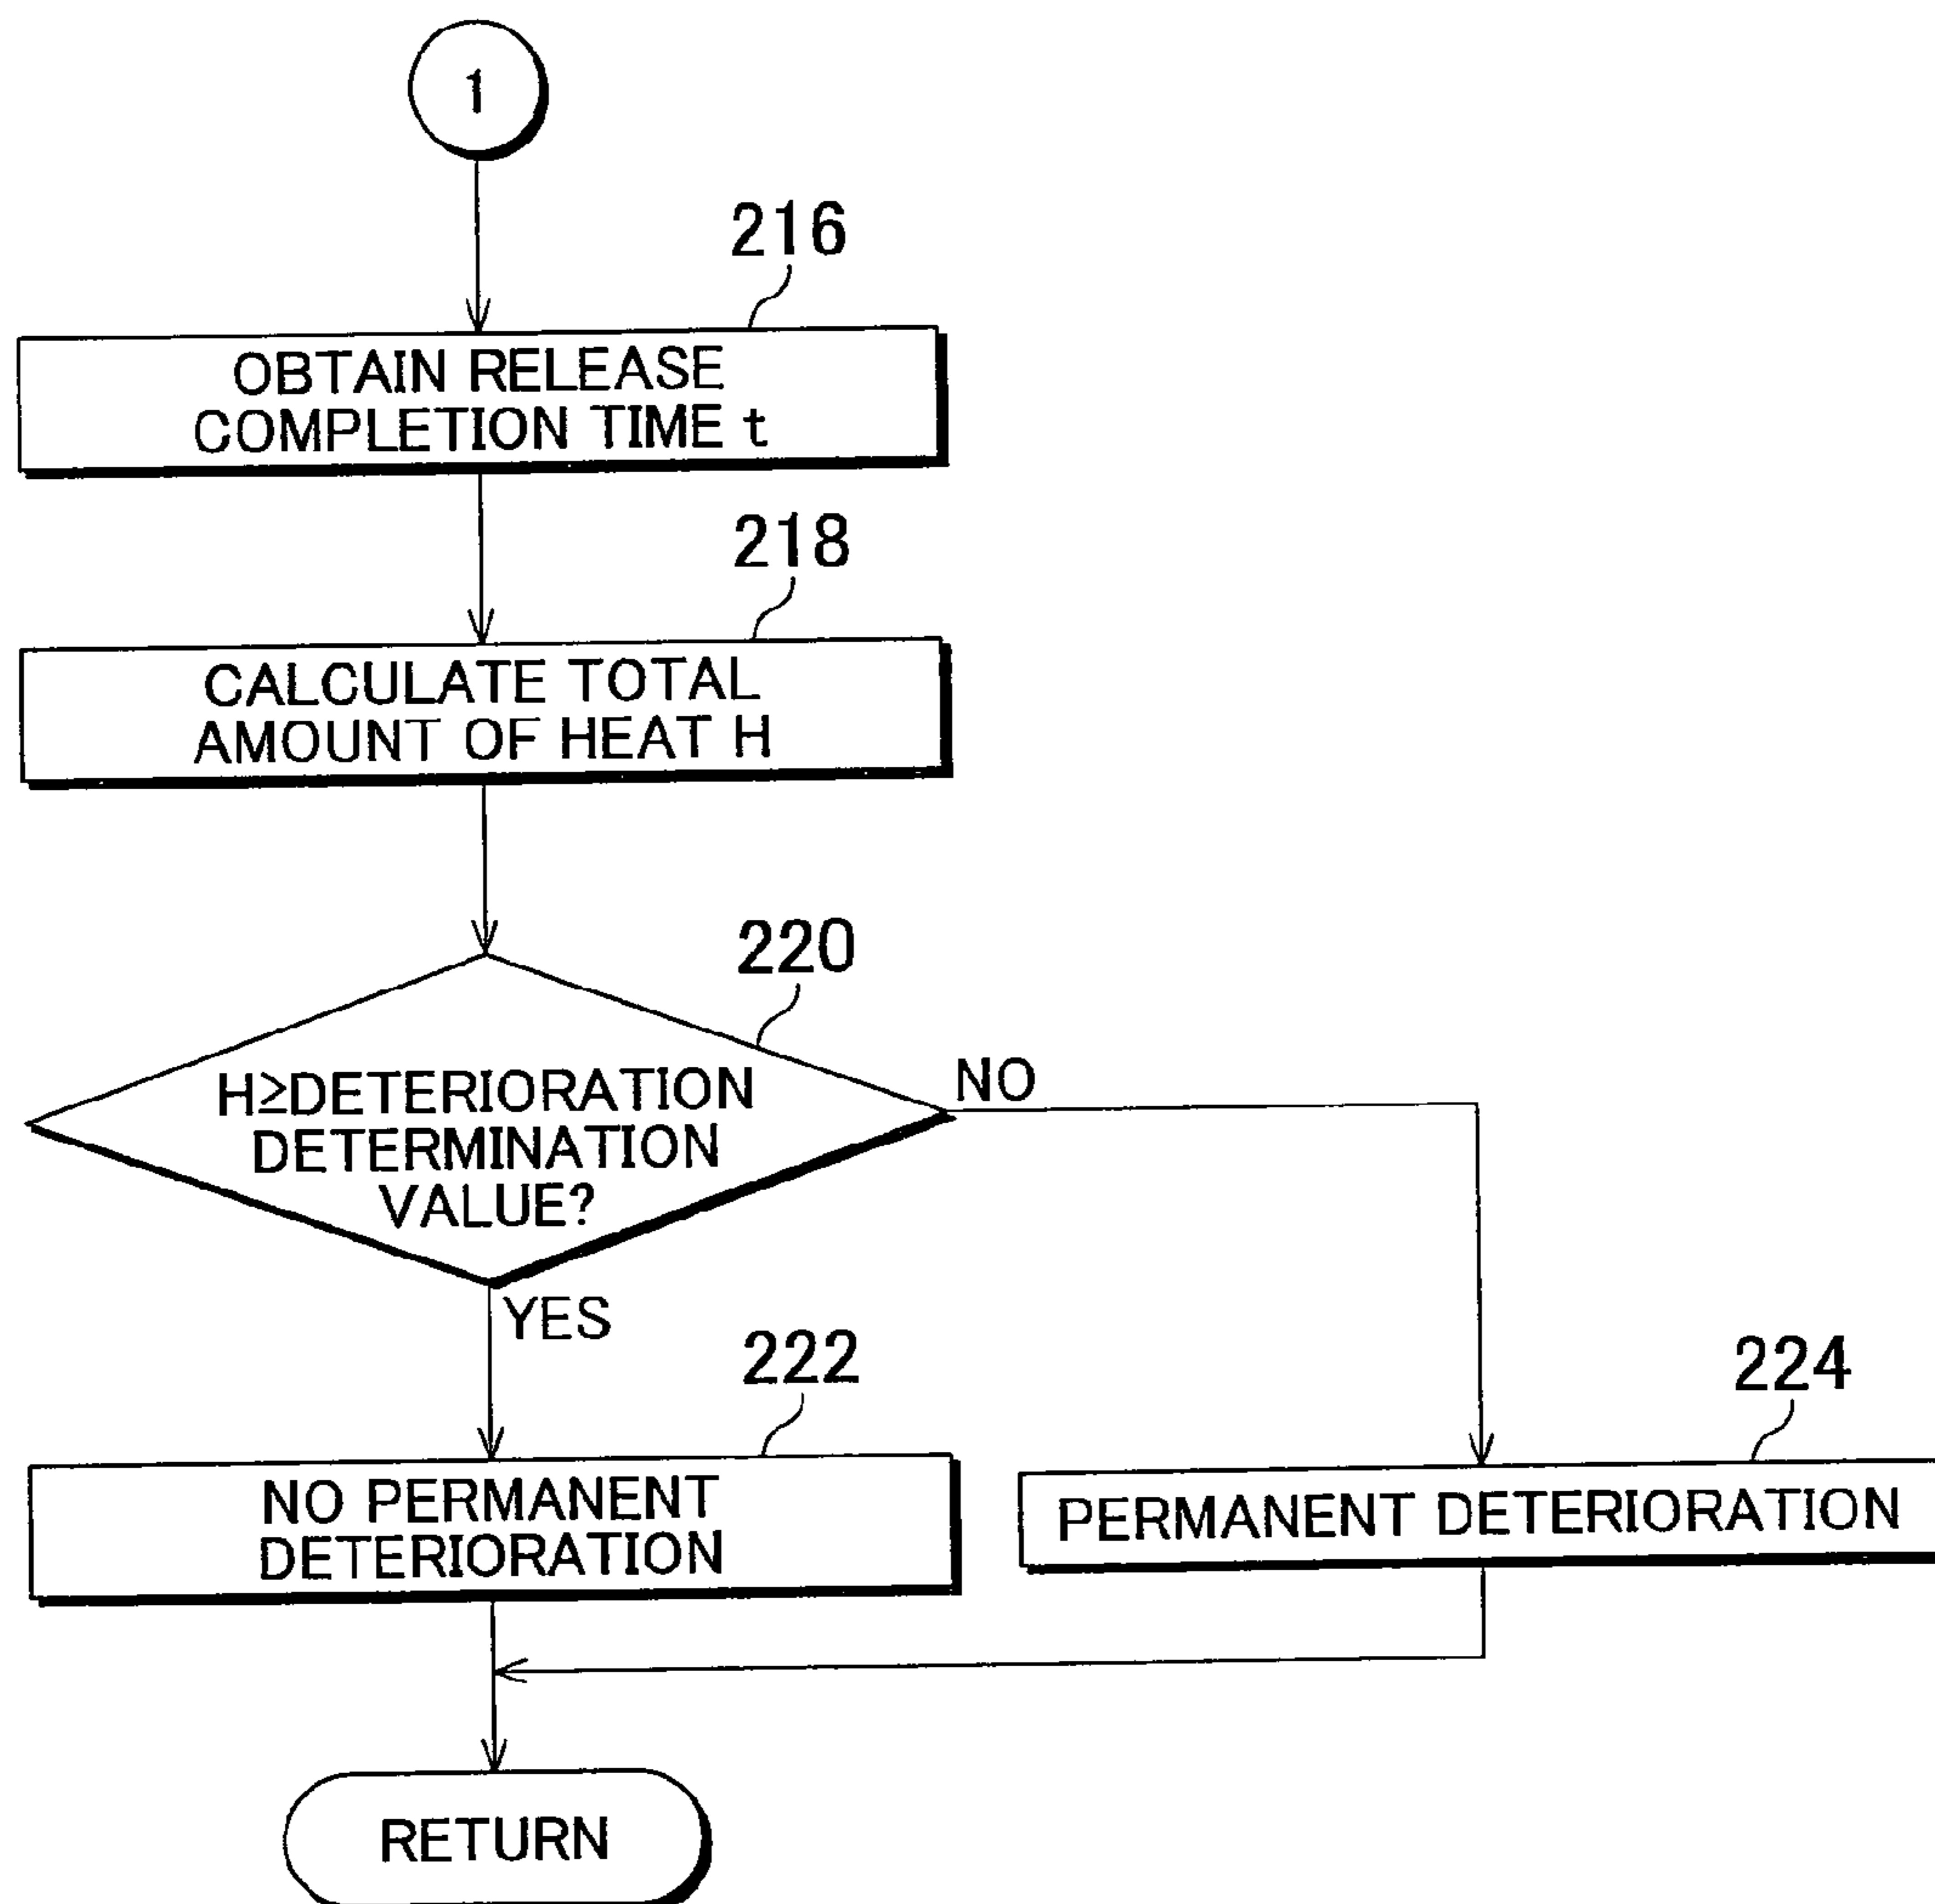 1
216
OBTAIN RELEASE
COMPLETION TIME t
218
CALCULATE TOTAL
AMOUNT OF HEAT H
220
H≥DETERIORATION
DETERMINATION
VALUE?
NO
YES
222
NO PERMANENT
DETERIORATION
224
PERMANENT DETERIORATION
RETURN